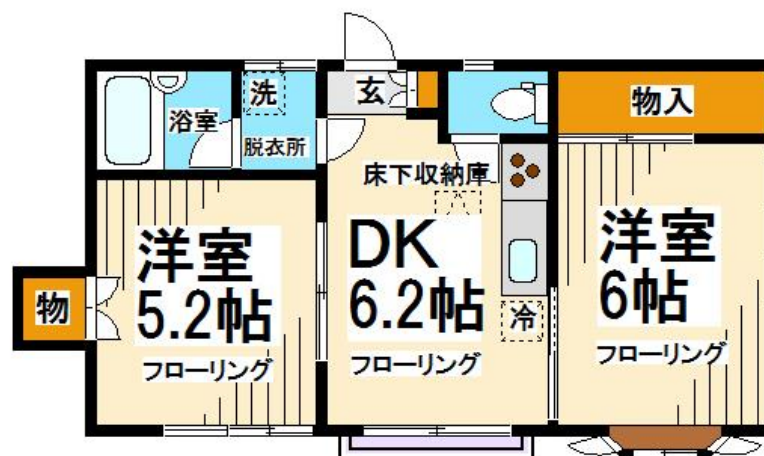 浴室
洗
脱衣所
玄
物入
床下収納庫
物
洋室
5.2帖
フローリング
DK
6.2帖
フローリング
冷
洋室
6帖
フローリング